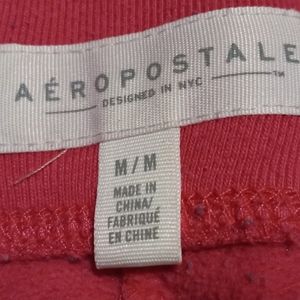 AÉROPOSTALE
DESIGNED IN NYC ™
M/M
MADE IN
CHINA/
FABRIQUÉ
EN CHINE